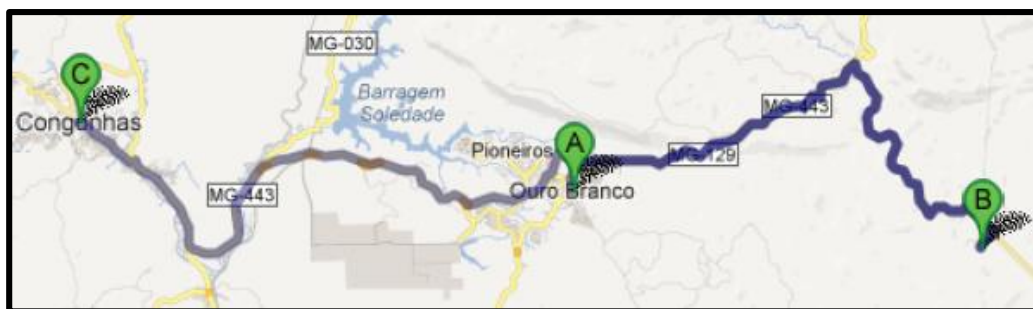 MG-030
C
Barragem
Soledade
Congonhas
MG-443
A
Pioneiros
MG-129
Ouro Branco
MG-443
B